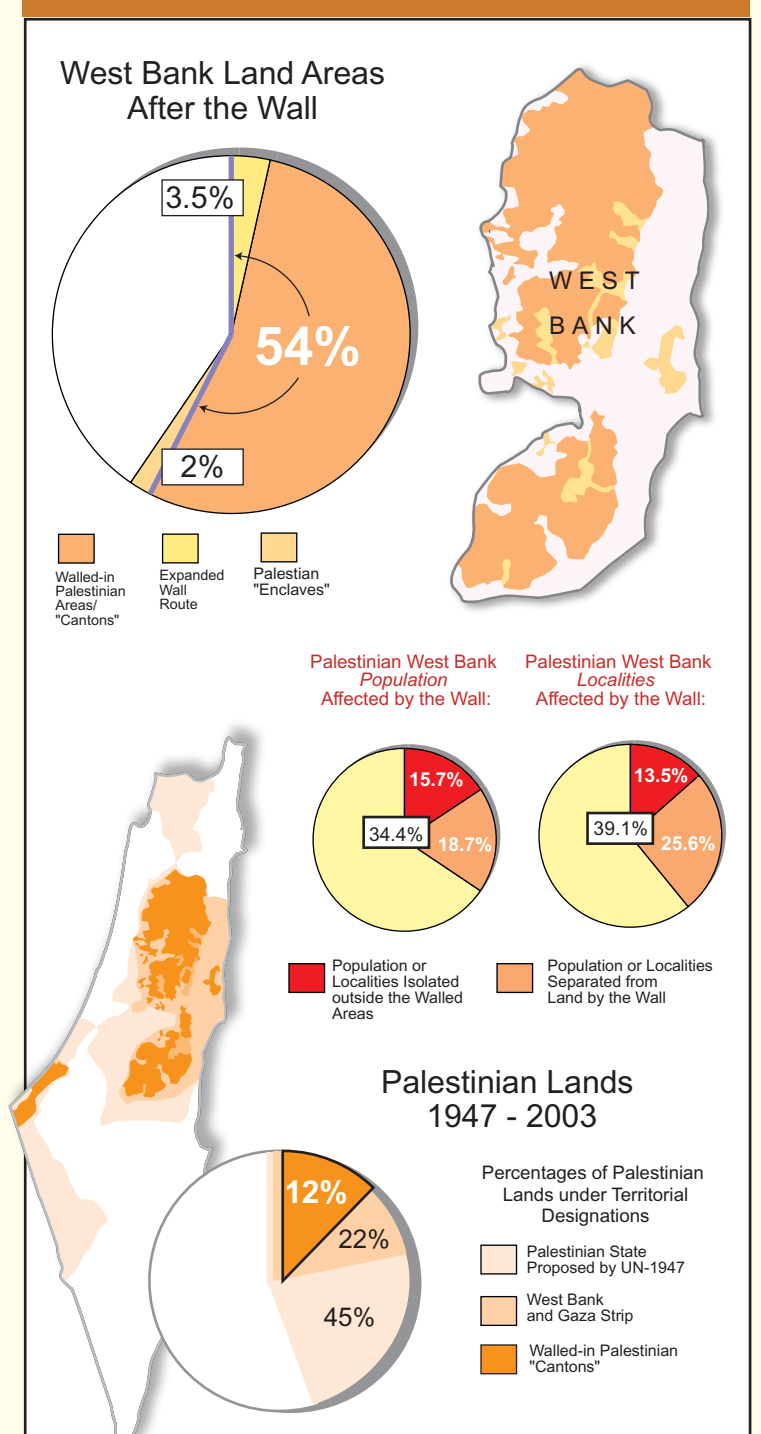 West Bank Land Areas
After the Wall
3.5%
54%
2%
WEST
BANK
Walled-in
Palestinian
Areas/
"Cantons"
Expanded
Wall
Route
Palestian
"Enclaves"
Palestinian West Bank
Population
Affected by the Wall:
Palestinian West Bank
Localities
Affected by the Wall:
15.7%
34.4%
18.7%
13.5%
39.1%
25.6%
Population or
Localities Isolated
outside the Walled
Areas
Population or Localities
Separated from
Land by the Wall
Palestinian Lands
1947 - 2003
12%
22%
45%
Percentages of Palestinian
Lands under Territorial
Designations
Palestinian State
Proposed by UN-1947
West Bank
and Gaza Strip
Walled-in Palestinian
"Cantons"